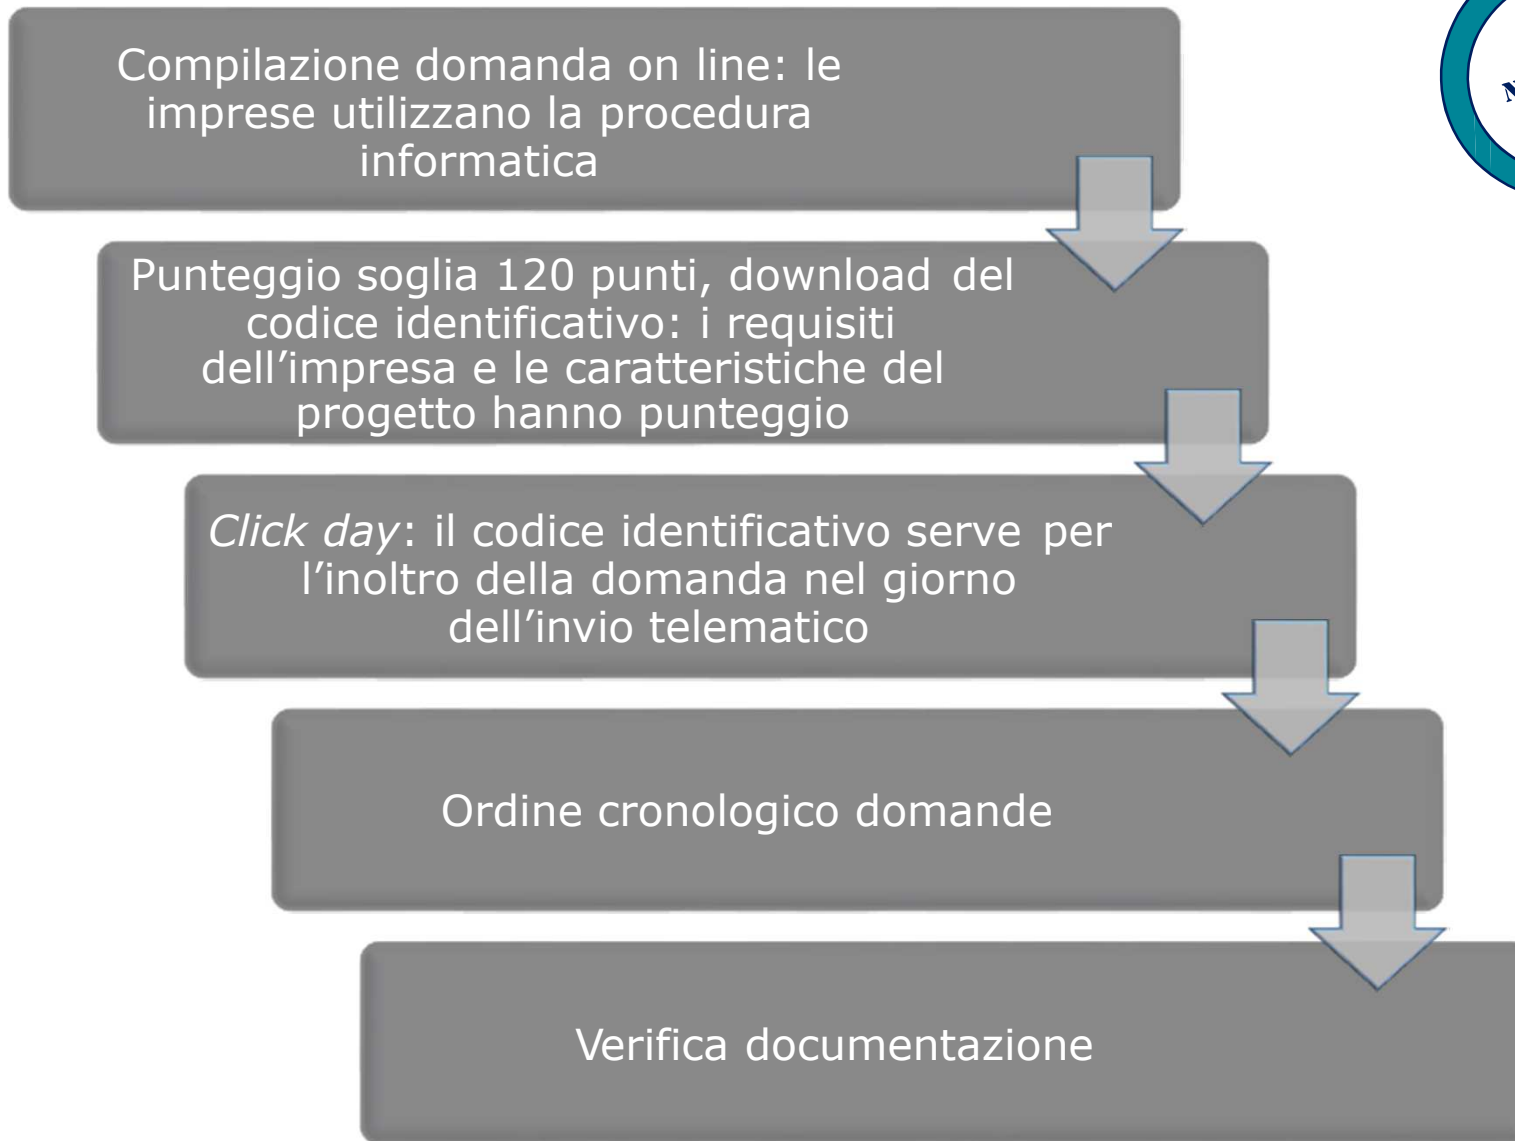 Compilazione domanda on line: le
imprese utilizzano la procedura
informatica
Punteggio soglia 120 punti, download del
codice identificativo: i requisiti
dell’impresa e le caratteristiche del
progetto hanno punteggio
Click day: il codice identificativo serve per
l’inoltro della domanda nel giorno
dell’invio telematico
Ordine cronologico domande
Verifica documentazione